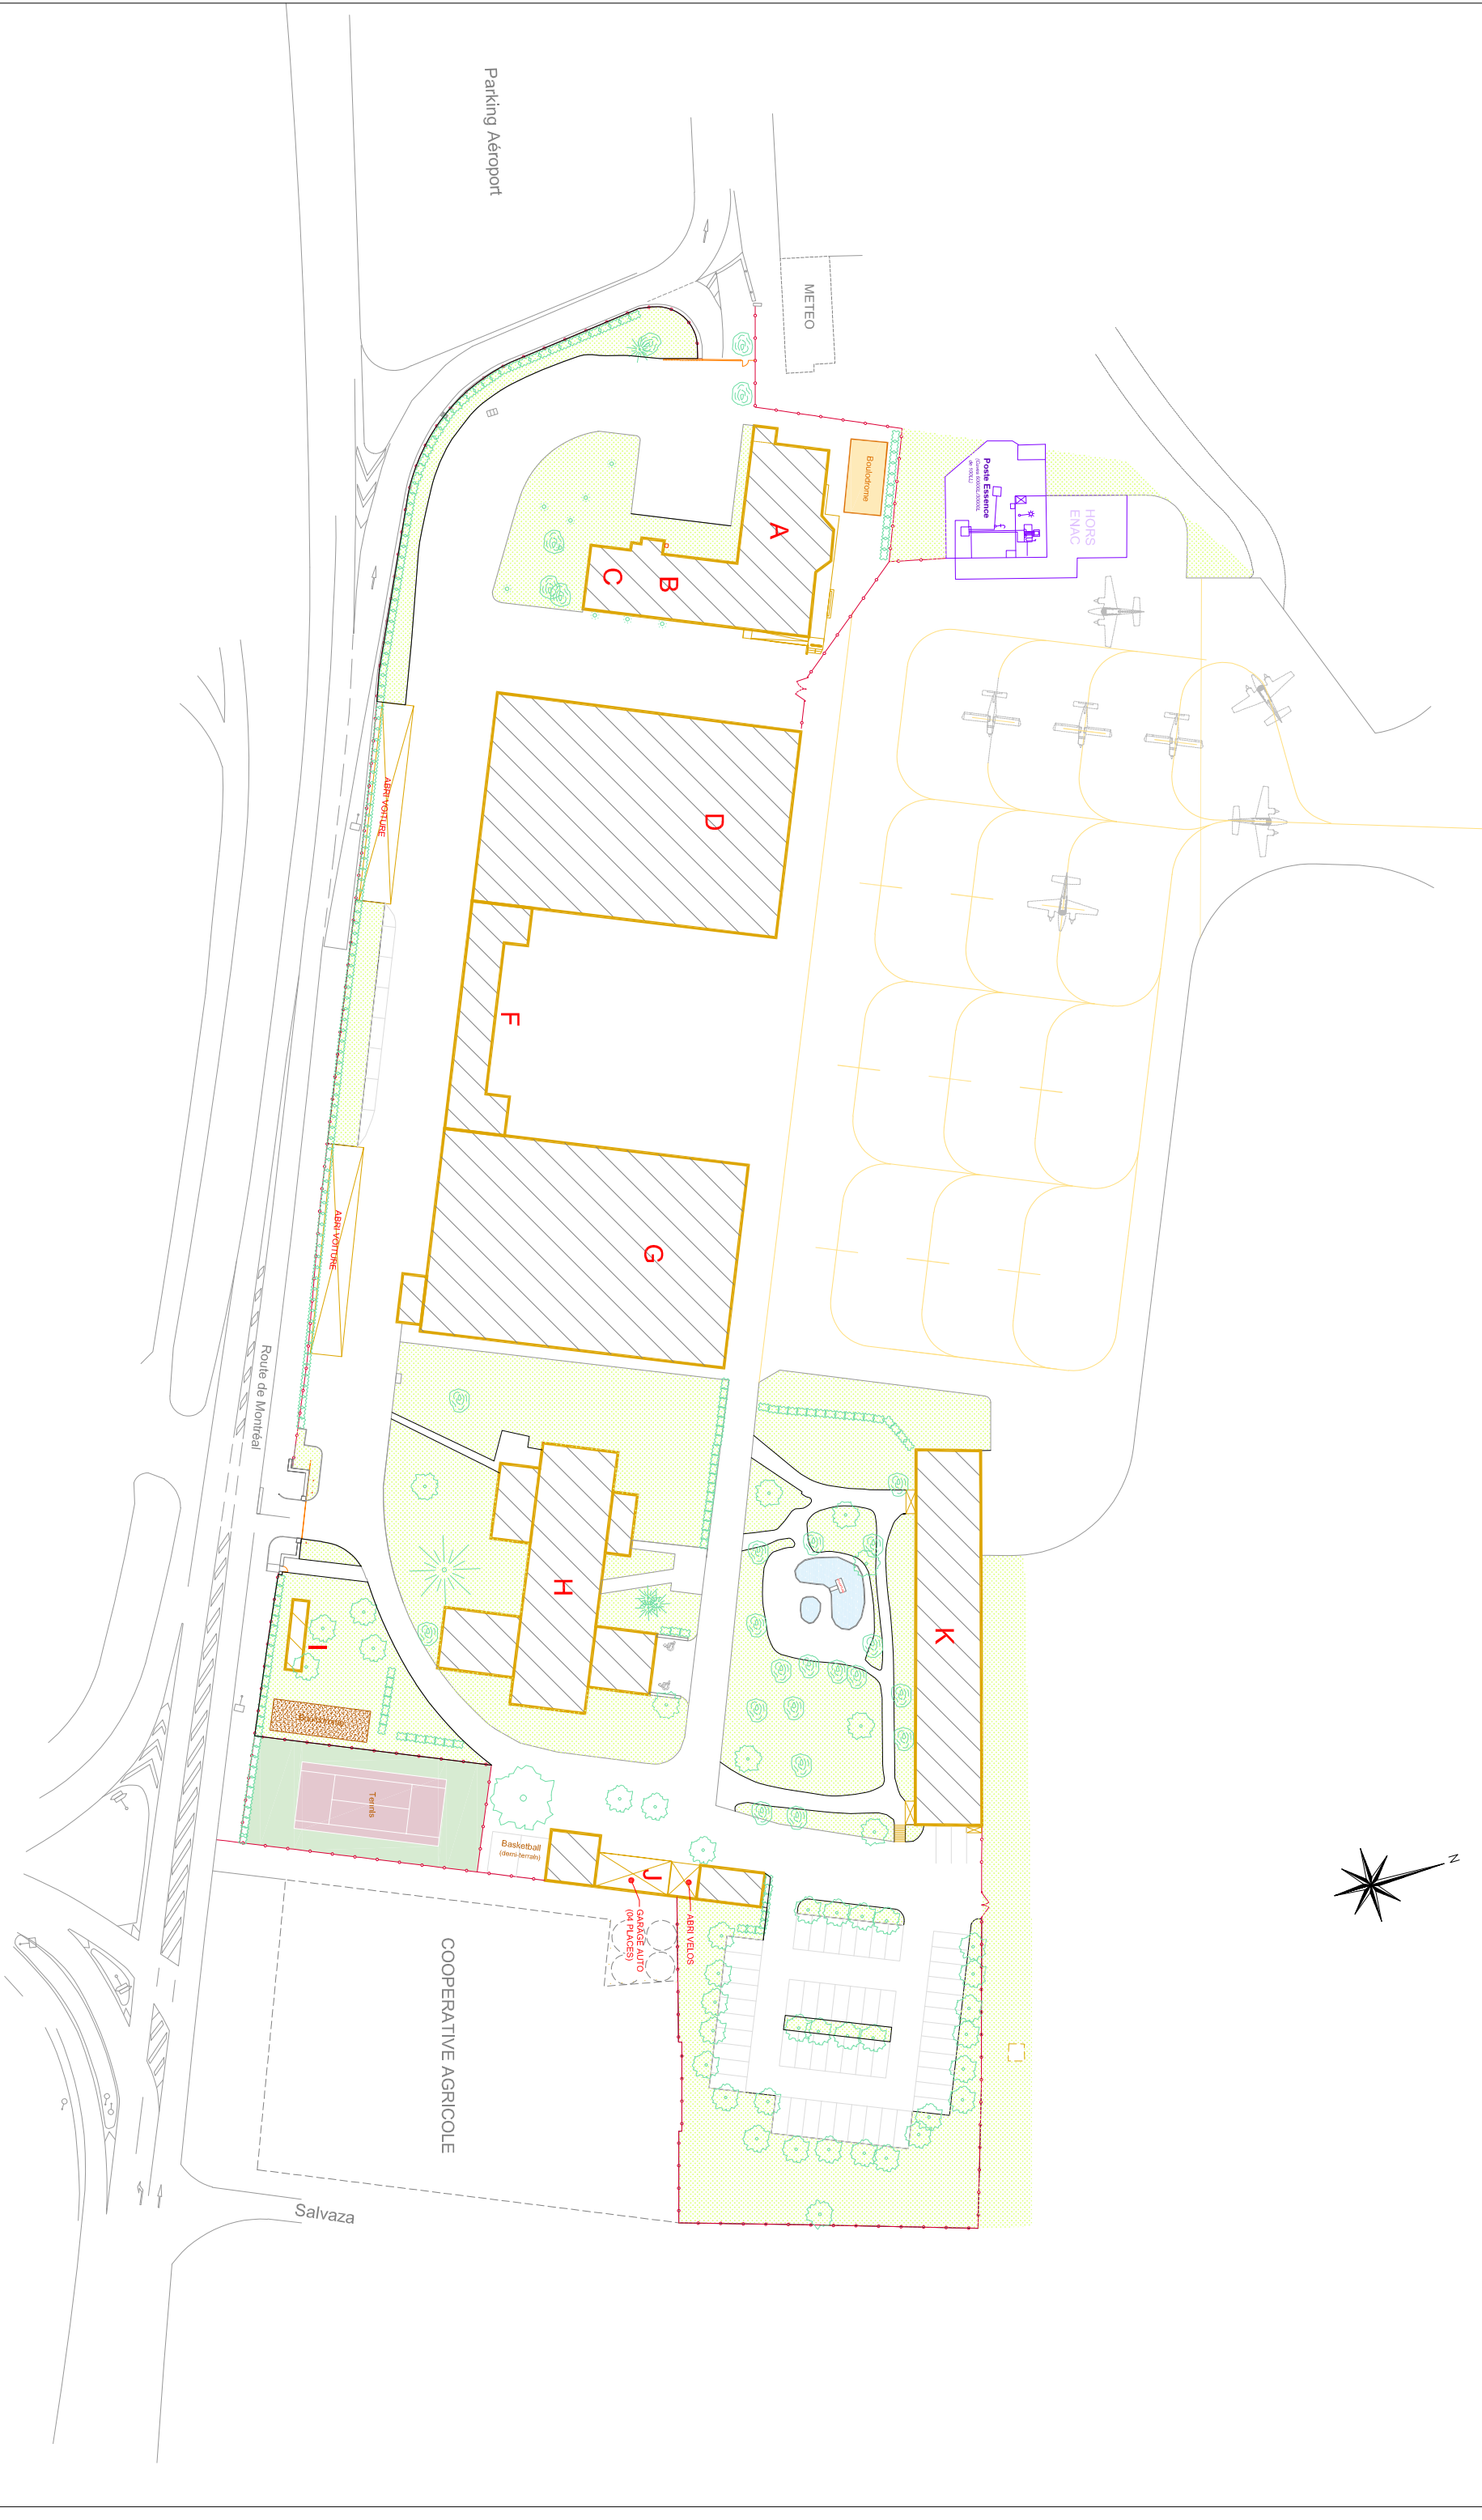 Parking Aéroport
METEO
Boulodrome
Poste Essence
HORS
ENAC
A
B
C
D
ABRI VOITURE
F
G
ABRI VOITURE
Route de Montréal
H
K
I
Tennis
Basketball
(demi-terrain)
J
GARAGE AUTO
(04 PLACES)
ABRI VELOS
COOPERATIVE AGRICOLE
Salvaza
N